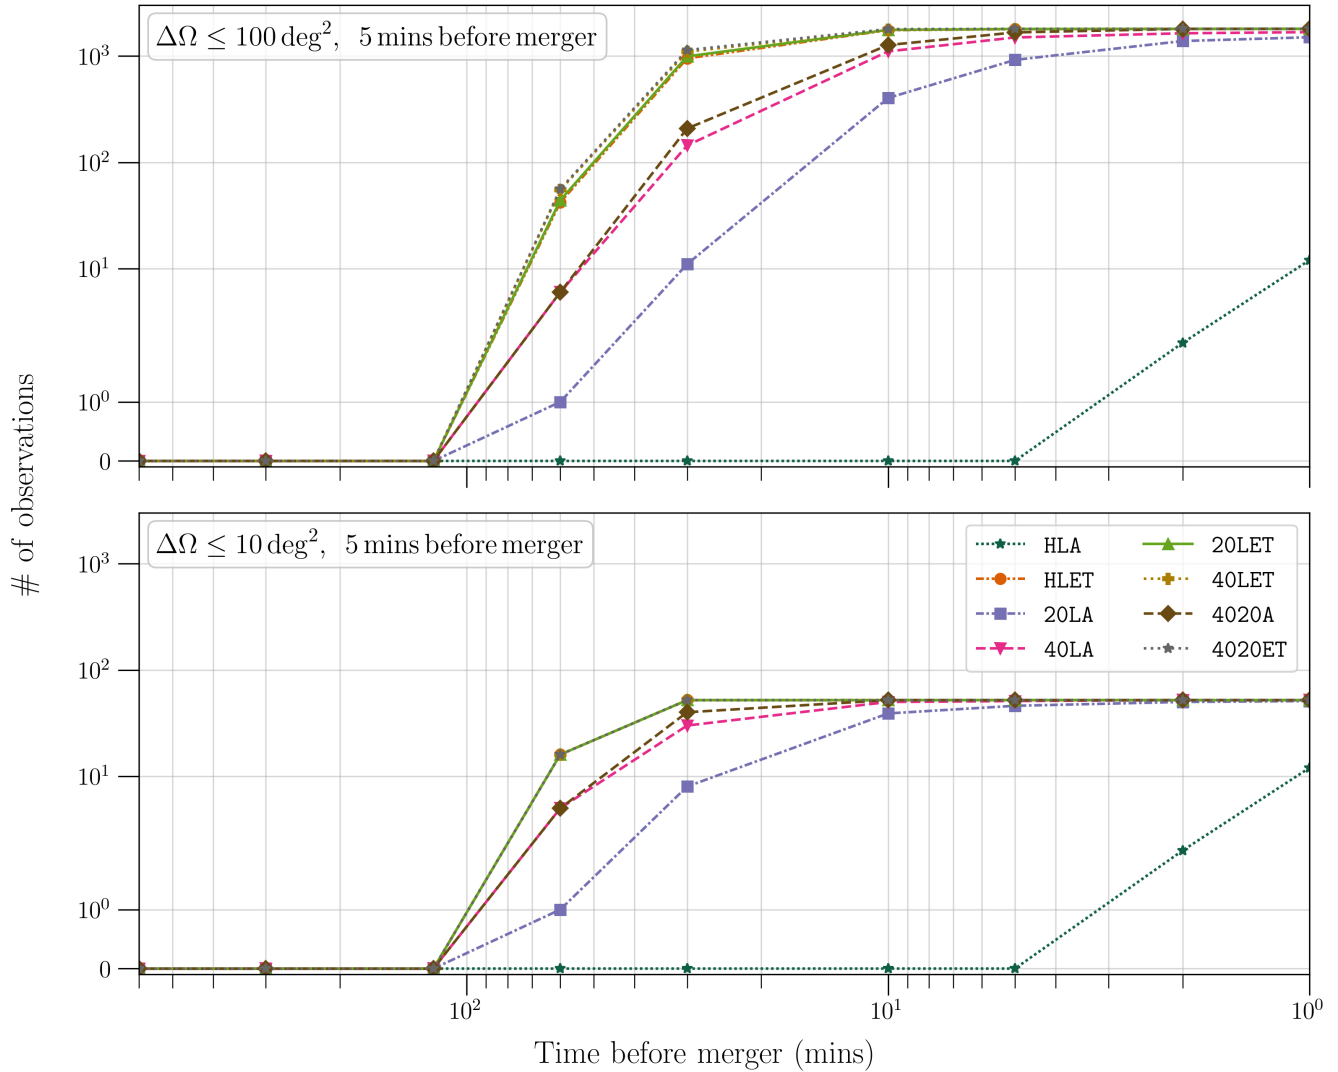 ΔΩ ≤ 100 deg², 5 mins before merger
10³
10²
10¹
10⁰
0
# of observations
ΔΩ ≤ 10 deg², 5 mins before merger
HLA
HLET
20LA
40LA
20LET
40LET
4020A
4020ET
10³
10²
10¹
10⁰
0
10² 10¹ 10⁰
Time before merger (mins)